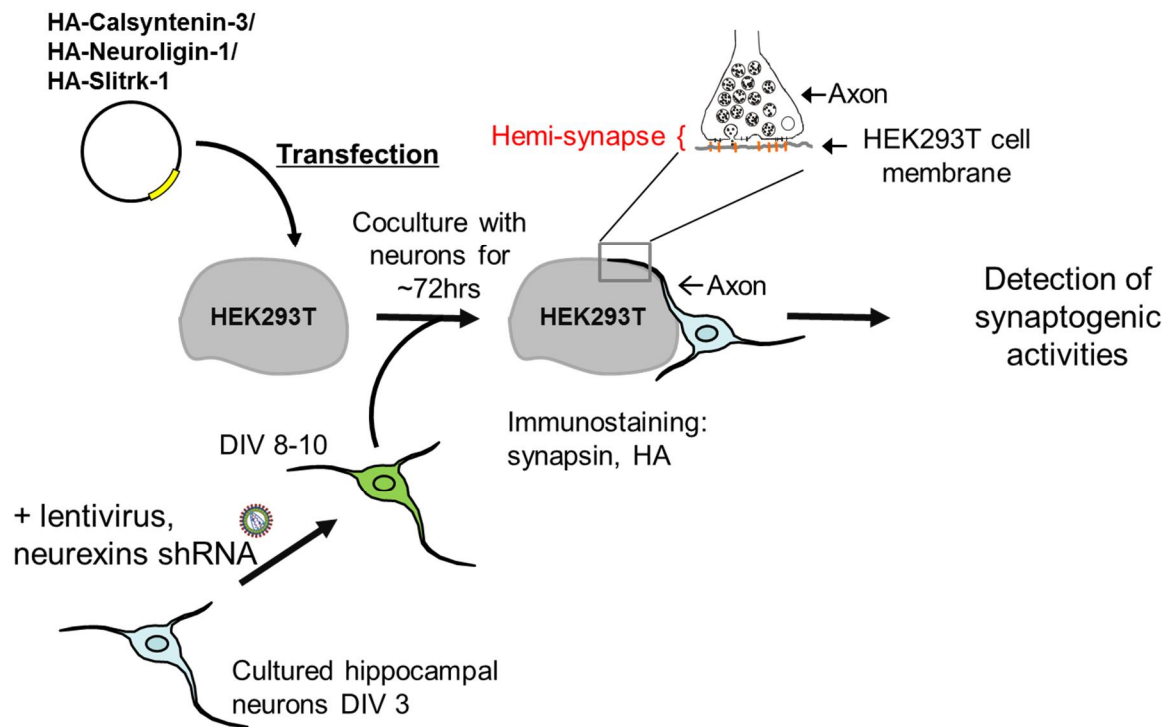 HA-Calsyntenin-3/
HA-Neuroligin-1/
HA-Slitrk-1
Transfection
HEK293T
Coculture with
neurons for
~72hrs
Hemi-synapse {
Axon
HEK293T cell
membrane
HEK293T
Axon
Detection of
synaptogenic
activities
Immunostaining:
synapsin, HA
DIV 8-10
+ lentivirus,
neurexins shRNA
Cultured hippocampal
neurons DIV 3